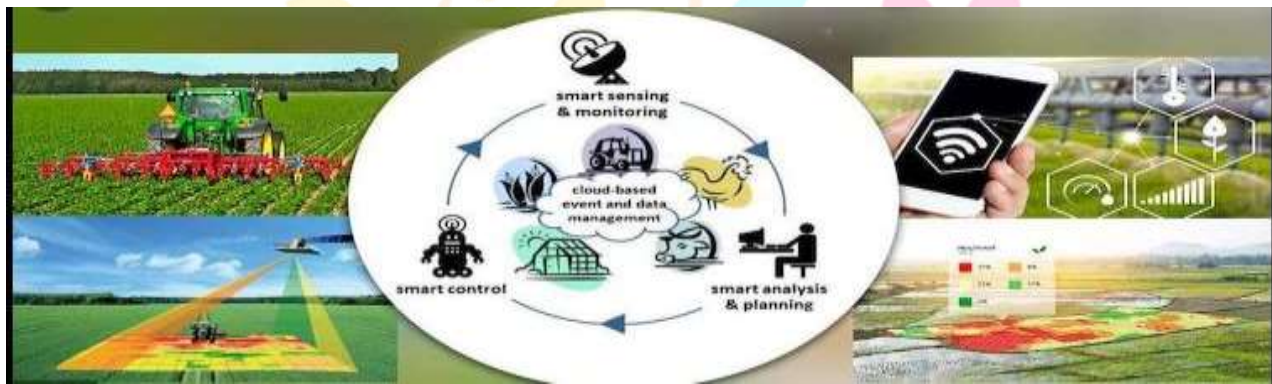 smart sensing
& monitoring
cloud-based
event and data
management
smart control
smart analysis
& planning